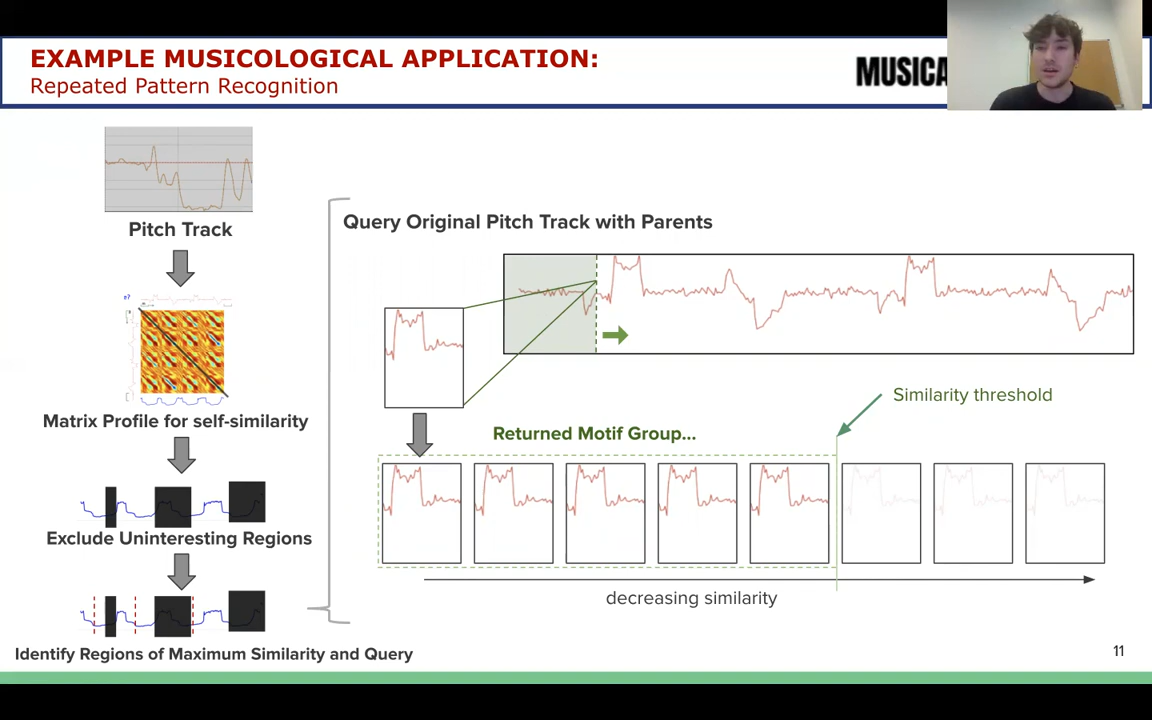 EXAMPLE MUSICOLOGICAL APPLICATION:
Repeated Pattern Recognition
MUSICA
Pitch Track
Matrix Profile for self-similarity
Exclude Uninteresting Regions
Identify Regions of Maximum Similarity and Query
Query Original Pitch Track with Parents
Similarity threshold
Returned Motif Group...
decreasing similarity
11